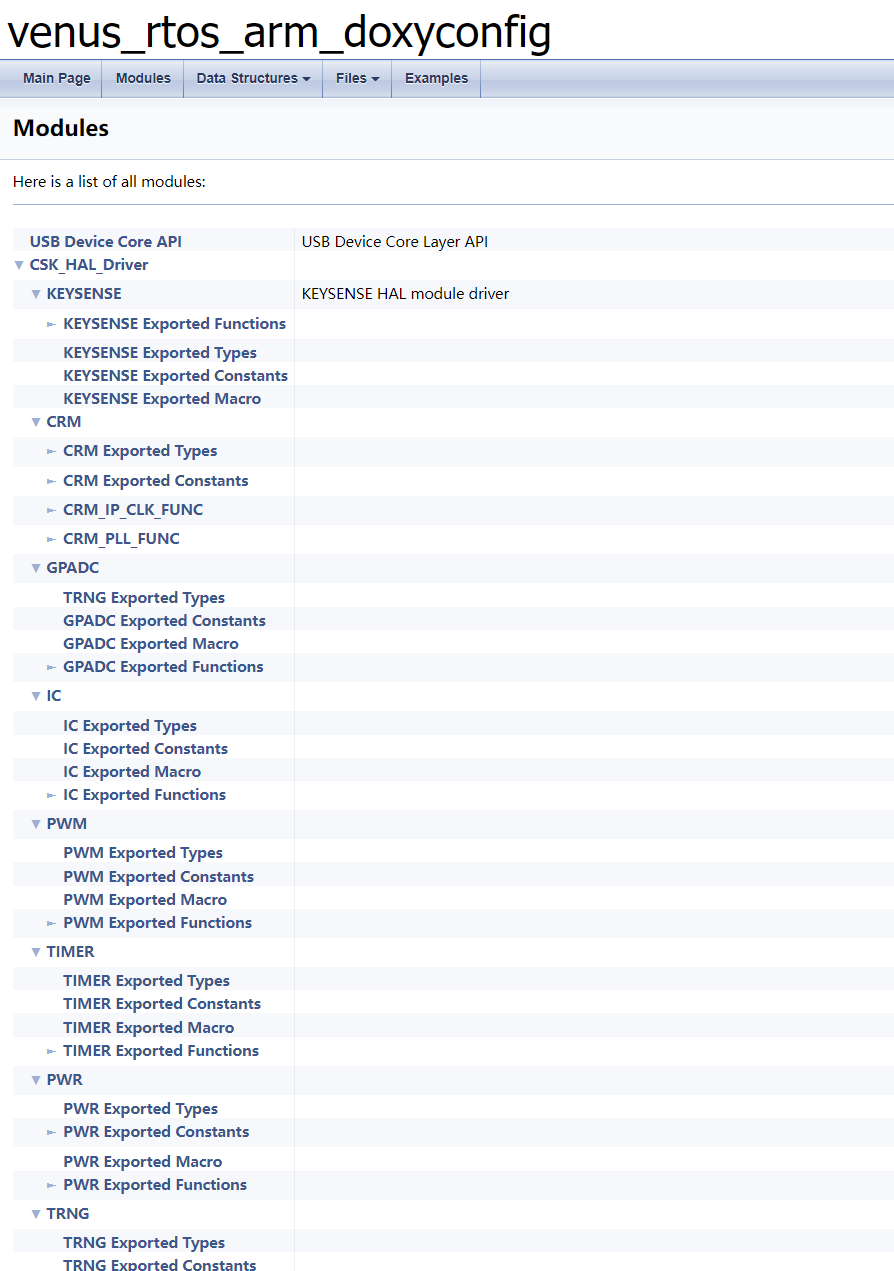 venus_rtos_arm_doxyconfig
Main Page Modules Data Structures Files Examples
Modules
Here is a list of all modules:
USB Device Core API USB Device Core Layer API
CSK_HAL_Driver
KEYSENSE KEYSENSE HAL module driver
KEYSENSE Exported Functions
KEYSENSE Exported Types
KEYSENSE Exported Constants
KEYSENSE Exported Macro
CRM
CRM Exported Types
CRM Exported Constants
CRM_IP_CLK_FUNC
CRM_PLL_FUNC
GPADC
TRNG Exported Types
GPADC Exported Constants
GPADC Exported Macro
GPADC Exported Functions
IC
IC Exported Types
IC Exported Constants
IC Exported Macro
IC Exported Functions
PWM
PWM Exported Types
PWM Exported Constants
PWM Exported Macro
PWM Exported Functions
TIMER
TIMER Exported Types
TIMER Exported Constants
TIMER Exported Macro
TIMER Exported Functions
PWR
PWR Exported Types
PWR Exported Constants
PWR Exported Macro
PWR Exported Functions
TRNG
TRNG Exported Types
TRNG Exported Constants